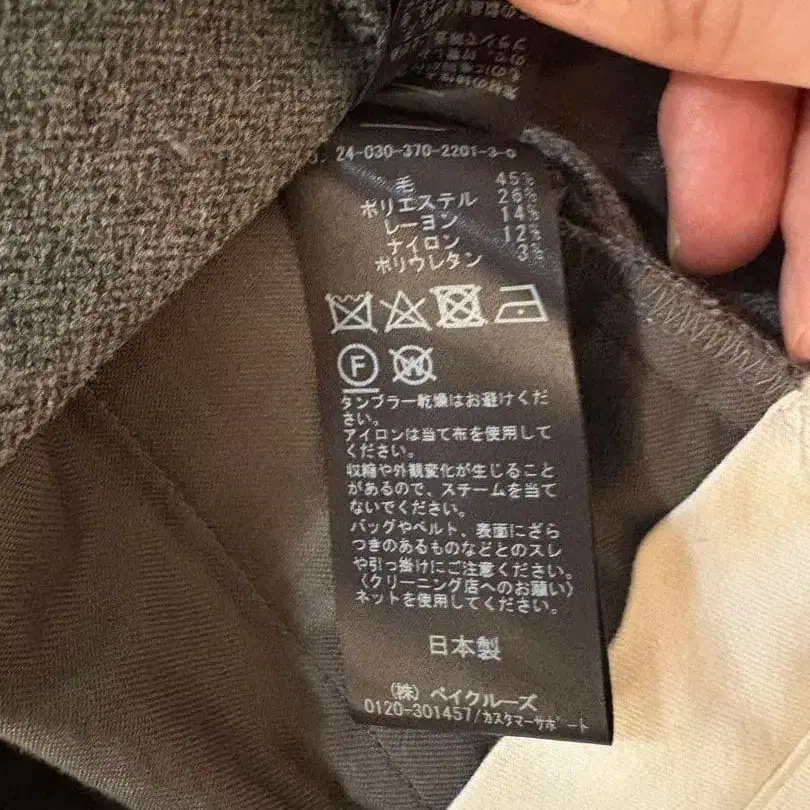 24-030-370-2201-3-0
毛 45%
ポリエステル 26%
レーヨン 14%
ナイロン 12%
ポリウレタン 3%
F W
タンブラー乾燥はお避けくだ
さい。
アイロンは当て布を使用して
ください。
収縮や外観変化が生じること
があるので、スチームを当て
ないでください。
バッグやベルト、表面にざら
つきのあるものなどとのスレ
や引っ掛けにご注意ください。
〈クリーニング店へのお願い〉
ネットを使用してください。
日本製
(株) ベイクルーズ
0120-301457/カスタマーサポート